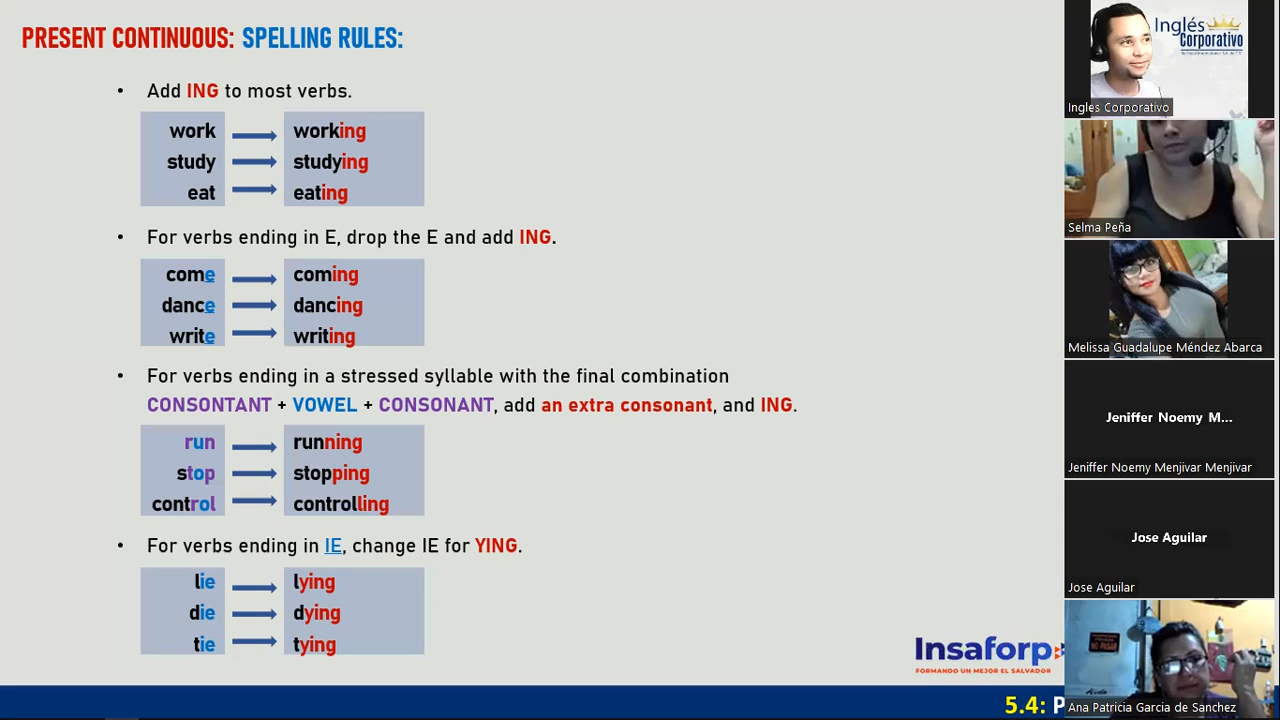 PRESENT CONTINUOUS: SPELLING RULES:
• Add ING to most verbs.
work working
study studying
eat eating
• For verbs ending in E, drop the E and add ING.
come coming
dance dancing
write writing
• For verbs ending in a stressed syllable with the final combination
CONSONTANT + VOWEL + CONSONANT, add an extra consonant, and ING.
run running
stop stopping
control controlling
• For verbs ending in IE, change IE for YING.
lie lying
die dying
tie tying
Insaforp
FORMANDO UN MEJOR EL SALVADOR
5.4: P
Inglés
Corporativo
Ingles Corporativo
Selma Peña
Melissa Guadalupe Méndez Abarca
Jeniffer Noemy M...
Jeniffer Noemy Menjivar Menjivar
Jose Aguilar
Jose Aguilar
NO PASAR
Ana Patricia Garcia de Sanchez